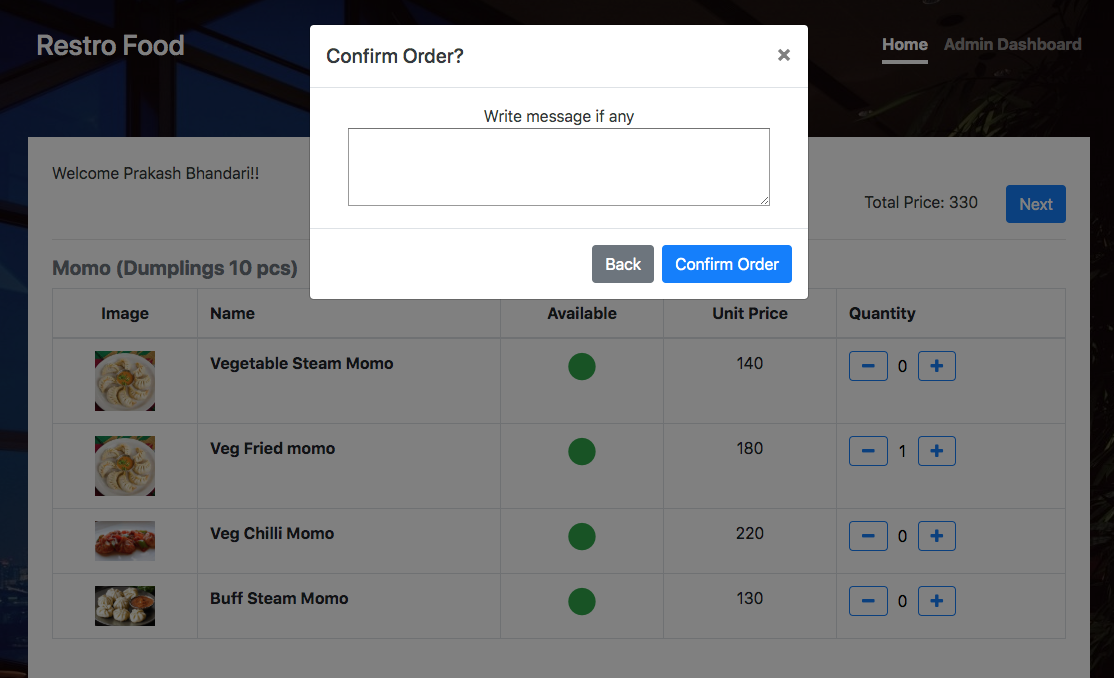 Restro Food
Home Admin Dashboard
Confirm Order?
×
Write message if any
Back Confirm Order
Welcome Prakash Bhandari!!
Total Price: 330 Next
Momo (Dumplings 10 pcs)
Image Name Available Unit Price Quantity
Vegetable Steam Momo 140 − 0 +
Veg Fried momo 180 − 1 +
Veg Chilli Momo 220 − 0 +
Buff Steam Momo 130 − 0 +